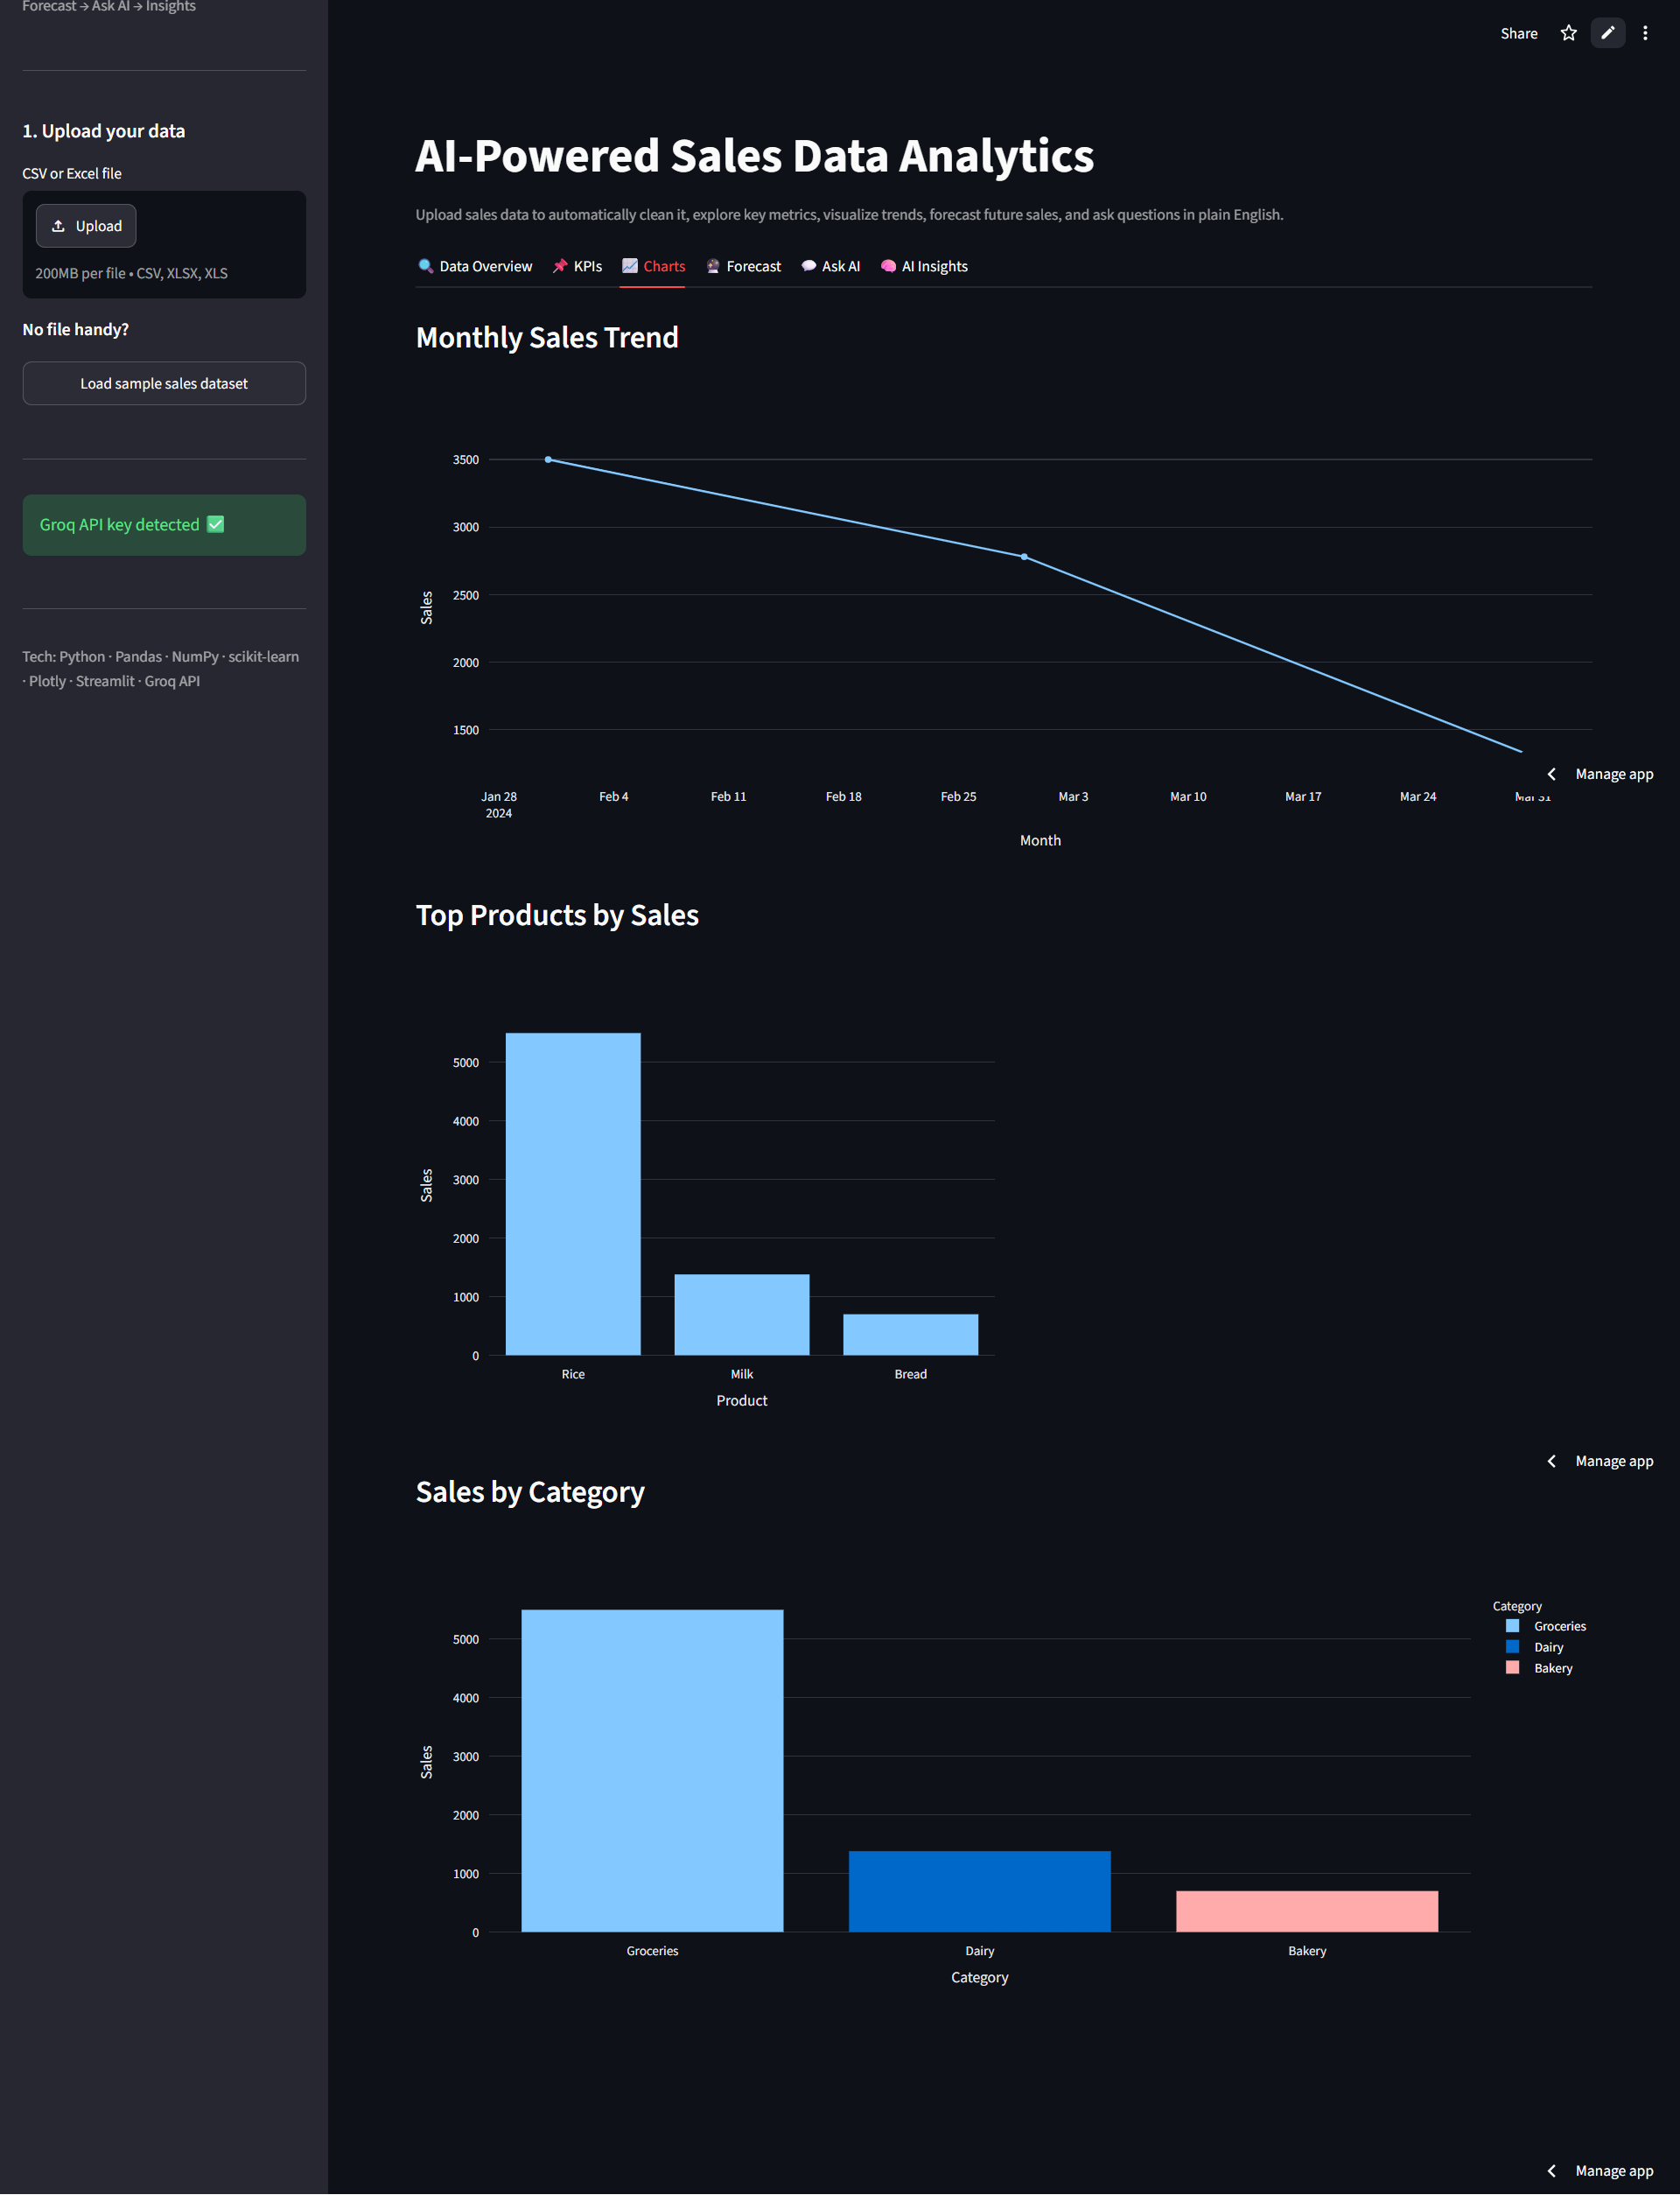 Forecast → Ask AI → Insights
1. Upload your data
CSV or Excel file
Upload
200MB per file • CSV, XLSX, XLS
No file handy?
Load sample sales dataset
Groq API key detected ✅
Tech: Python · Pandas · NumPy · scikit-learn
· Plotly · Streamlit · Groq API
Share
AI-Powered Sales Data Analytics
Upload sales data to automatically clean it, explore key metrics, visualize trends, forecast future sales, and ask questions in plain English.
🔍 Data Overview 📌 KPIs 📈 Charts 🔮 Forecast 💬 Ask AI 🧠 AI Insights
Monthly Sales Trend
3500
3000
2500
2000
1500
Sales
Jan 28 Feb 4 Feb 11 Feb 18 Feb 25 Mar 3 Mar 10 Mar 17 Mar 24 Mar 31
2024
Month
Manage app
Top Products by Sales
5000
4000
3000
2000
1000
0
Sales
Rice Milk Bread
Product
Manage app
Sales by Category
5000
4000
3000
2000
1000
0
Sales
Groceries Dairy Bakery
Category
Category
Groceries
Dairy
Bakery
Manage app